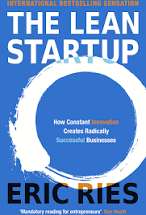 INTERNATIONAL BESTSELLING SENSATION
THE LEAN
STARTUP
How Constant Innovation
Creates Radically
Successful Businesses
ERIC RIES
'Mandatory reading for entrepreneurs' Dan Heath